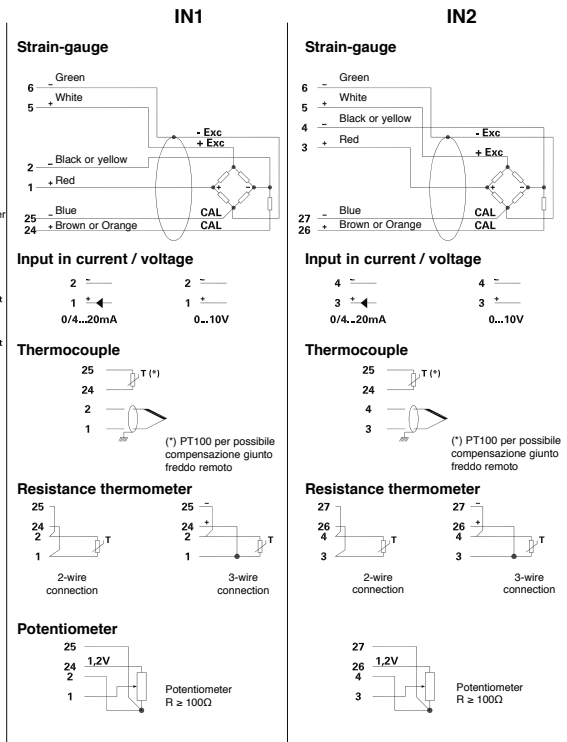 IN1
Strain-gauge
6 – Green
5 + White
- Exc
+ Exc
2 – Black or yellow
1 + Red
+ –
25 – Blue CAL
24 + Brown or Orange CAL
Input in current / voltage
2 – 2 –
1 + 1 +
0/4...20mA 0...10V
Thermocouple
25
T (*)
24
2
1
(*) PT100 per possibile
compensazione giunto
freddo remoto
Resistance thermometer
25 25 –
24 24 +
2 T 2 T
1 1
2-wire
connection
3-wire
connection
Potentiometer
25
24 1,2V
2
1
Potentiometer
R ≥ 100Ω
IN2
Strain-gauge
6 – Green
5 + White
4 – Black or yellow
- Exc
3 + Red
+ Exc
+ –
27 – Blue CAL
26 + Brown or Orange CAL
Input in current / voltage
4 – 4 –
3 + 3 +
0/4...20mA 0...10V
Thermocouple
25
T (*)
24
4
3
(*) PT100 per possibile
compensazione giunto
freddo remoto
Resistance thermometer
27 27 –
26 26 +
4 T 4 T
3 3
2-wire
connection
3-wire
connection
27
26 1,2V
4
3
Potentiometer
R ≥ 100Ω